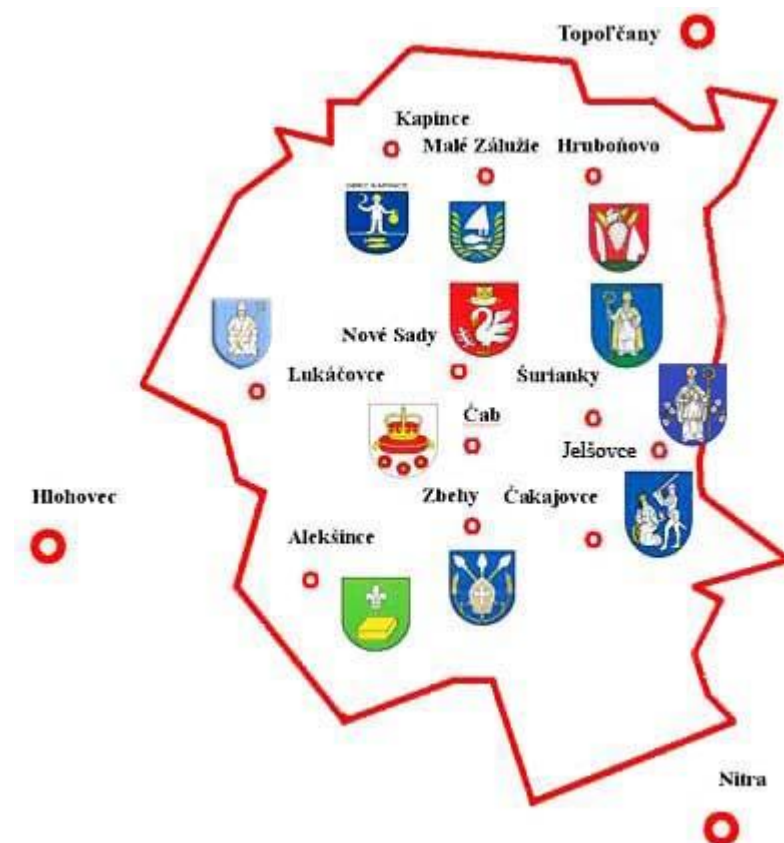 Topoľčany
Kapince
Malé Zálužie
Hruboňovo
Nové Sady
Lukáčovce
Šurianky
Čab
Jelšovce
Hlohovec
Zbehy
Čakajovce
Alekšince
Nitra